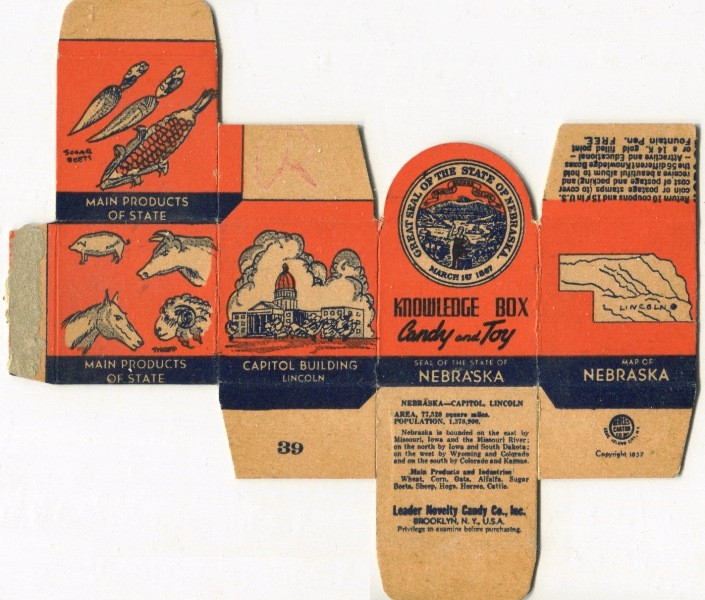 SUGAR
BEETS
MAIN PRODUCTS
OF STATE
MAIN PRODUCTS
OF STATE
CAPITOL BUILDING
LINCOLN
39
GREAT SEAL OF THE STATE OF NEBRASKA
MARCH 1ST 1867
KNOWLEDGE BOX
Candy and Toy
SEAL OF THE STATE OF
NEBRASKA
NEBRASKA—CAPITOL, LINCOLN
AREA, 77,520 square miles.
POPULATION, 1,378,900.
Nebraska is bounded on the east by
Missouri, Iowa and the Missouri River;
on the north by Iowa and South Dakota;
on the west by Wyoming and Colorado
and on the south by Colorado and Kansas.
Main Products and Industries
Wheat, Corn, Oats, Alfalfa, Sugar
Beets, Sheep, Hogs, Horses, Cattle.
Leader Novelty Candy Co., Inc.
BROOKLYN, N. Y., U.S.A.
Privilege to examine before purchasing.
Return 10 coupons and 15¢ in U.S.
coin or postage stamps (to cover
cost of postage and packing) and
receive a beautiful album to hold
the 56 different Knowledge Boxes
— Attractive and Educational
or a 14 K. gold filled point
Fountain Pen, FREE.
LINCOLN
MAP OF
NEBRASKA
CARTON
Copyright 1937